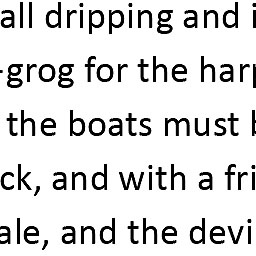 all dripping and i
-grog for the harp
the boats must b
ck, and with a fri
ale, and the devi